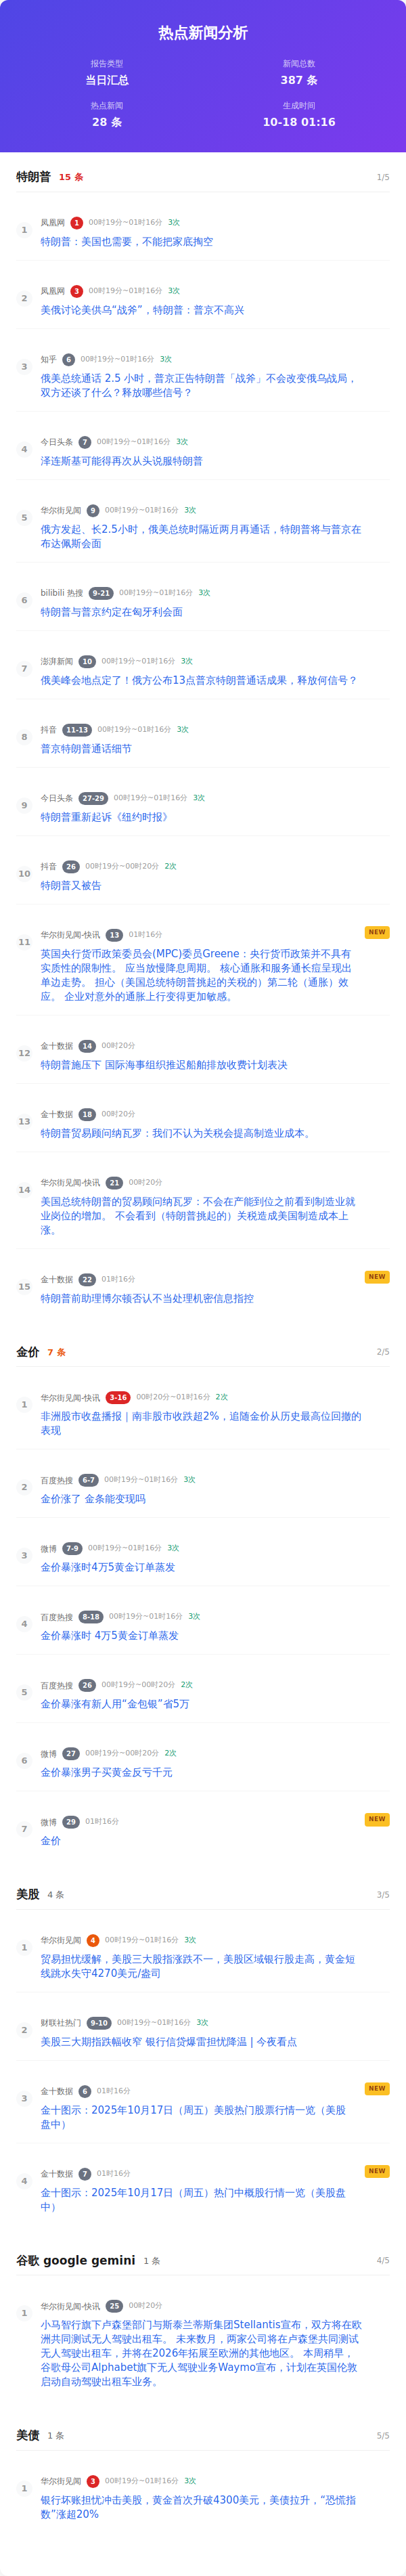 热点新闻分析
报告类型
当日汇总
新闻总数
387 条
热点新闻
28 条
生成时间
10-18 01:16
特朗普 15 条 1/5
1
凤凰网 1 00时19分~01时16分 3次
特朗普：美国也需要，不能把家底掏空
2
凤凰网 3 00时19分~01时16分 3次
美俄讨论美供乌“战斧”，特朗普：普京不高兴
3
知乎 6 00时19分~01时16分 3次
俄美总统通话 2.5 小时，普京正告特朗普「战斧」不会改变俄乌战局，
双方还谈了什么？释放哪些信号？
4
今日头条 7 00时19分~01时16分 3次
泽连斯基可能得再次从头说服特朗普
5
华尔街见闻 9 00时19分~01时16分 3次
俄方发起、长2.5小时，俄美总统时隔近两月再通话，特朗普将与普京在
布达佩斯会面
6
bilibili 热搜 9-21 00时19分~01时16分 3次
特朗普与普京约定在匈牙利会面
7
澎湃新闻 10 00时19分~01时16分 3次
俄美峰会地点定了！俄方公布13点普京特朗普通话成果，释放何信号？
8
抖音 11-13 00时19分~01时16分 3次
普京特朗普通话细节
9
今日头条 27-29 00时19分~01时16分 3次
特朗普重新起诉《纽约时报》
10
抖音 26 00时19分~00时20分 2次
特朗普又被告
11
华尔街见闻-快讯 13 01时16分 NEW
英国央行货币政策委员会(MPC)委员Greene：央行货币政策并不具有
实质性的限制性。 应当放慢降息周期。 核心通胀和服务通长痘呈现出
单边走势。 担心（美国总统特朗普挑起的关税的）第二轮（通胀）效
应。 企业对意外的通胀上行变得更加敏感。
12
金十数据 14 00时20分
特朗普施压下 国际海事组织推迟船舶排放收费计划表决
13
金十数据 18 00时20分
特朗普贸易顾问纳瓦罗：我们不认为关税会提高制造业成本。
14
华尔街见闻-快讯 21 00时20分
美国总统特朗普的贸易顾问纳瓦罗：不会在产能到位之前看到制造业就
业岗位的增加。 不会看到（特朗普挑起的）关税造成美国制造成本上
涨。
15
金十数据 22 01时16分 NEW
特朗普前助理博尔顿否认不当处理机密信息指控
金价 7 条 2/5
1
华尔街见闻-快讯 3-16 00时20分~01时16分 2次
非洲股市收盘播报｜南非股市收跌超2%，追随金价从历史最高位回撤的
表现
2
百度热搜 6-7 00时19分~01时16分 3次
金价涨了 金条能变现吗
3
微博 7-9 00时19分~01时16分 3次
金价暴涨时4万5黄金订单蒸发
4
百度热搜 8-18 00时19分~01时16分 3次
金价暴涨时 4万5黄金订单蒸发
5
百度热搜 26 00时19分~00时20分 2次
金价暴涨有新人用“金包银”省5万
6
微博 27 00时19分~00时20分 2次
金价暴涨男子买黄金反亏千元
7
微博 29 01时16分 NEW
金价
美股 4 条 3/5
1
华尔街见闻 4 00时19分~01时16分 3次
贸易担忧缓解，美股三大股指涨跌不一，美股区域银行股走高，黄金短
线跳水失守4270美元/盎司
2
财联社热门 9-10 00时19分~01时16分 3次
美股三大期指跌幅收窄 银行信贷爆雷担忧降温 | 今夜看点
3
金十数据 6 01时16分 NEW
金十图示：2025年10月17日（周五）美股热门股票行情一览（美股
盘中）
4
金十数据 7 01时16分 NEW
金十图示：2025年10月17日（周五）热门中概股行情一览（美股盘
中）
谷歌 google gemini 1 条 4/5
1
华尔街见闻-快讯 25 00时20分
小马智行旗下卢森堡部门与斯泰兰蒂斯集团Stellantis宣布，双方将在欧
洲共同测试无人驾驶出租车。 未来数月，两家公司将在卢森堡共同测试
无人驾驶出租车，并将在2026年拓展至欧洲的其他地区。 本周稍早，
谷歌母公司Alphabet旗下无人驾驶业务Waymo宣布，计划在英国伦敦
启动自动驾驶出租车业务。
美债 1 条 5/5
1
华尔街见闻 3 00时19分~01时16分 3次
银行坏账担忧冲击美股，黄金首次升破4300美元，美债拉升，“恐慌指
数”涨超20%